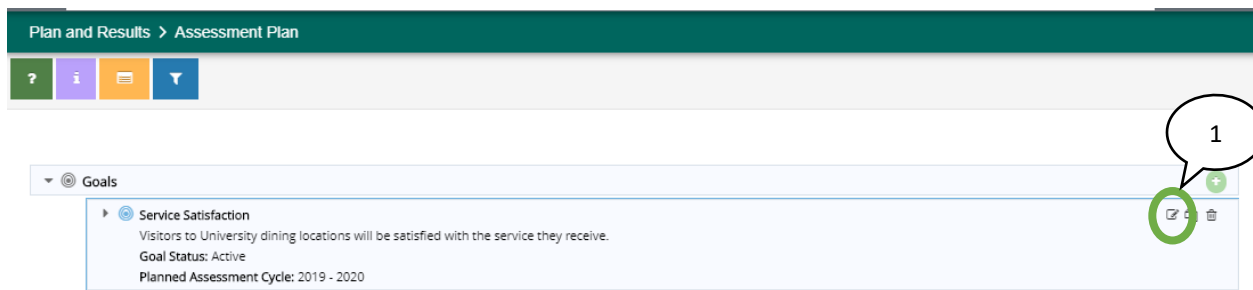 Plan and Results > Assessment Plan
? i
1
Goals
Service Satisfaction
Visitors to University dining locations will be satisfied with the service they receive.
Goal Status: Active
Planned Assessment Cycle: 2019 - 2020